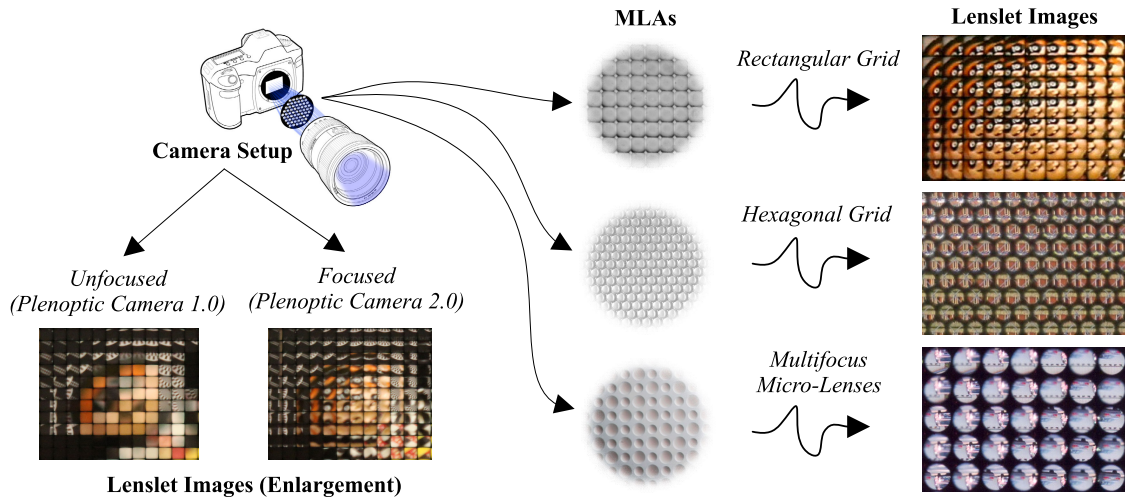 MLAs
Lenslet Images
Rectangular Grid
Camera Setup
Hexagonal Grid
Unfocused
(Plenoptic Camera 1.0)
Focused
(Plenoptic Camera 2.0)
Multifocus
Micro-Lenses
Lenslet Images (Enlargement)